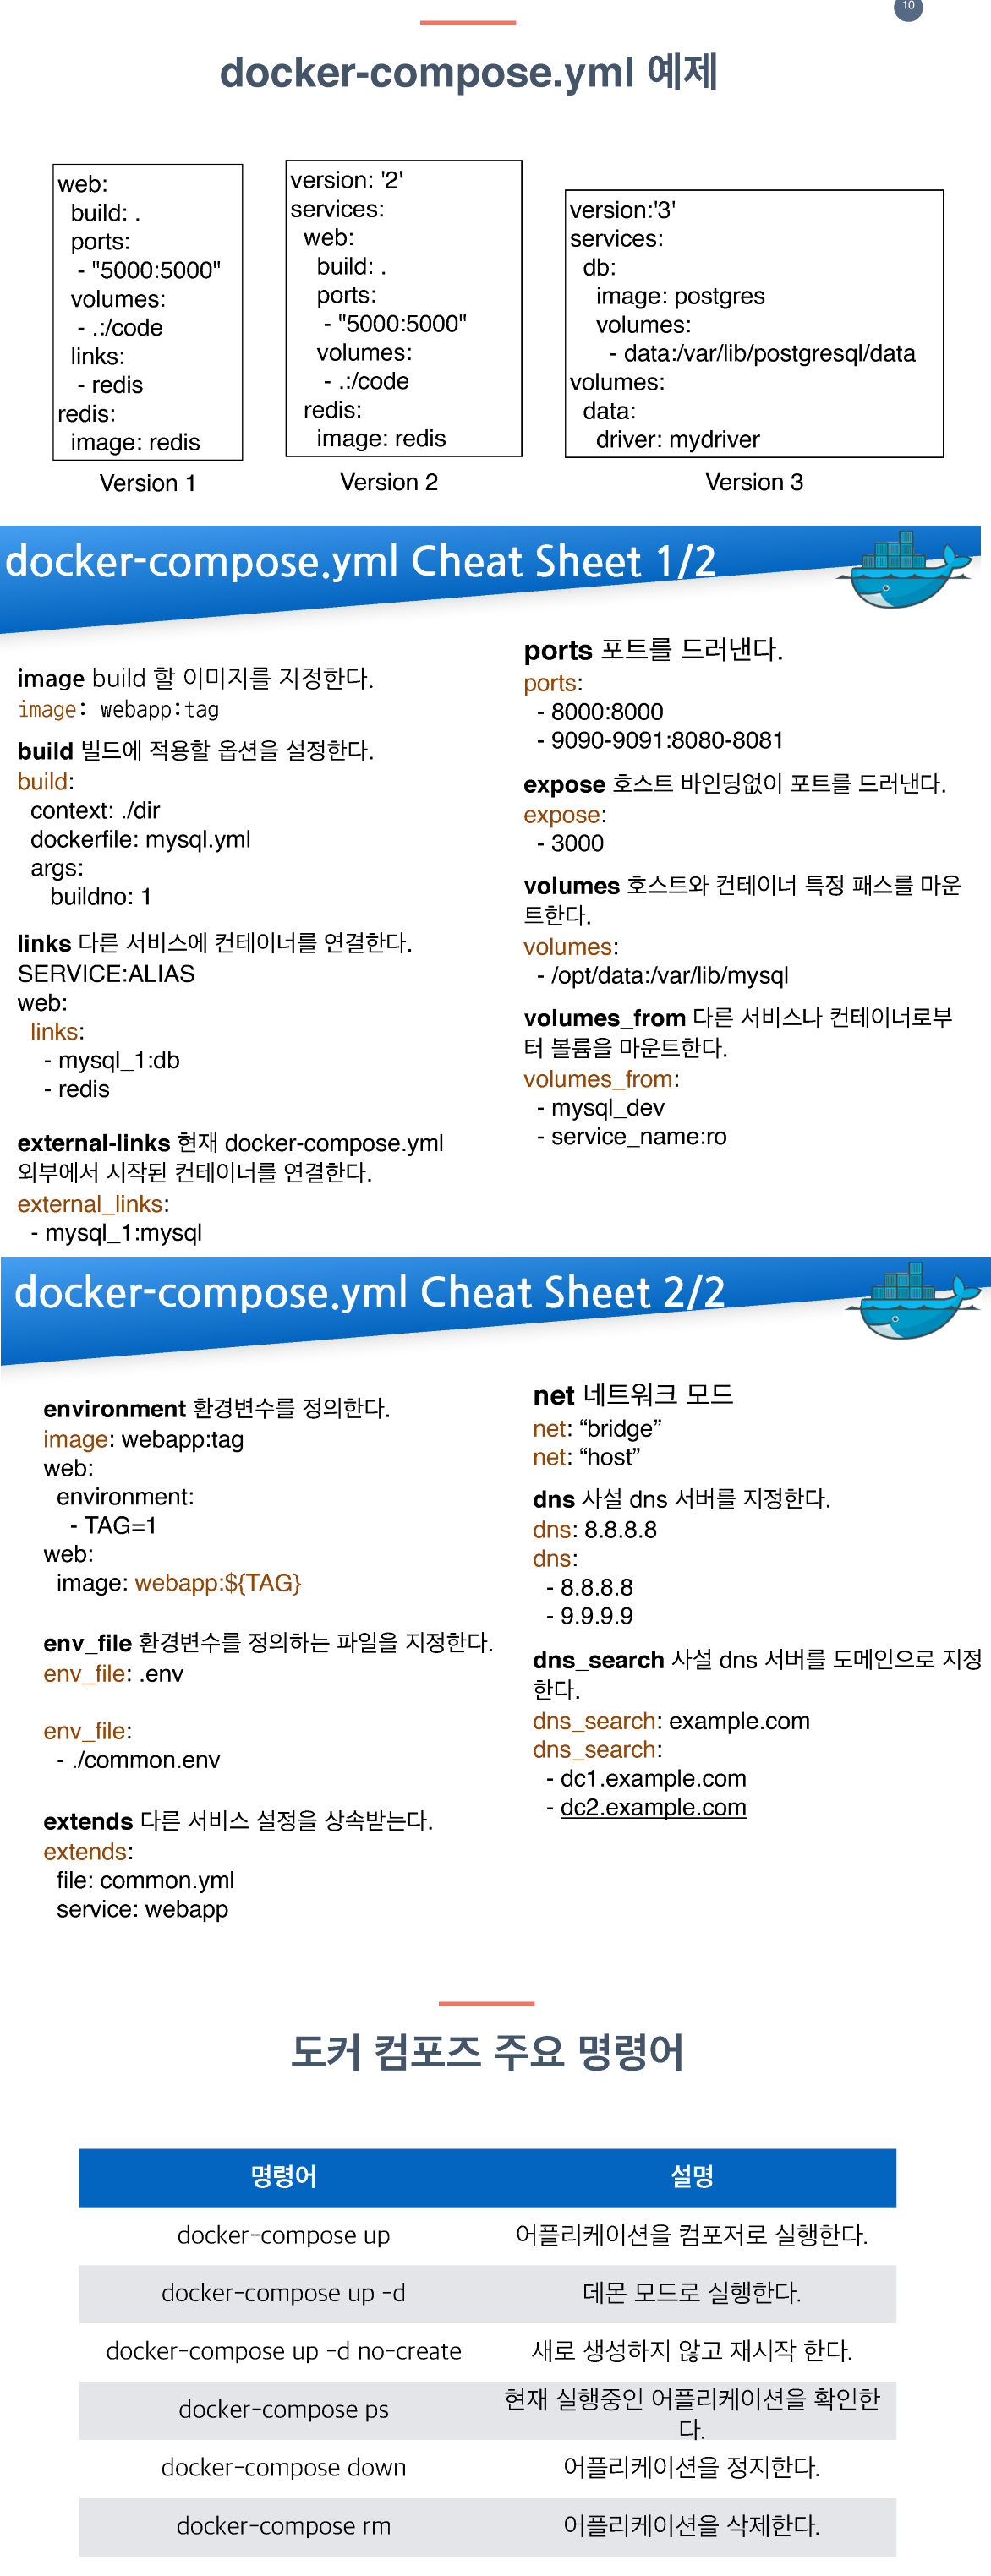 10
docker-compose.yml 예제
web:
build: .
ports:
- "5000:5000"
volumes:
- .:/code
links:
- redis
redis:
image: redis
Version 1
version: '2'
services:
web:
build: .
ports:
- "5000:5000"
volumes:
- .:/code
redis:
image: redis
Version 2
version:'3'
services:
db:
image: postgres
volumes:
- data:/var/lib/postgresql/data
volumes:
data:
driver: mydriver
Version 3
docker-compose.yml Cheat Sheet 1/2
image build 할 이미지를 지정한다.
image: webapp:tag
build 빌드에 적용할 옵션을 설정한다.
build:
context: ./dir
dockerfile: mysql.yml
args:
buildno: 1
links 다른 서비스에 컨테이너를 연결한다.
SERVICE:ALIAS
web:
links:
- mysql_1:db
- redis
external-links 현재 docker-compose.yml
외부에서 시작된 컨테이너를 연결한다.
external_links:
- mysql_1:mysql
ports 포트를 드러낸다.
ports:
- 8000:8000
- 9090-9091:8080-8081
expose 호스트 바인딩없이 포트를 드러낸다.
expose:
- 3000
volumes 호스트와 컨테이너 특정 패스를 마운
트한다.
volumes:
- /opt/data:/var/lib/mysql
volumes_from 다른 서비스나 컨테이너로부
터 볼륨을 마운트한다.
volumes_from:
- mysql_dev
- service_name:ro
docker-compose.yml Cheat Sheet 2/2
environment 환경변수를 정의한다.
image: webapp:tag
web:
environment:
- TAG=1
web:
image: webapp:${TAG}
env_file 환경변수를 정의하는 파일을 지정한다.
env_file: .env
env_file:
- ./common.env
extends 다른 서비스 설정을 상속받는다.
extends:
file: common.yml
service: webapp
net 네트워크 모드
net: “bridge”
net: “host”
dns 사설 dns 서버를 지정한다.
dns: 8.8.8.8
dns:
- 8.8.8.8
- 9.9.9.9
dns_search 사설 dns 서버를 도메인으로 지정
한다.
dns_search: example.com
dns_search:
- dc1.example.com
- dc2.example.com
도커 컴포즈 주요 명령어
명령어 설명
docker-compose up 어플리케이션을 컴포저로 실행한다.
docker-compose up -d 데몬 모드로 실행한다.
docker-compose up -d no-create 새로 생성하지 않고 재시작 한다.
docker-compose ps 현재 실행중인 어플리케이션을 확인한
다.
docker-compose down 어플리케이션을 정지한다.
docker-compose rm 어플리케이션을 삭제한다.